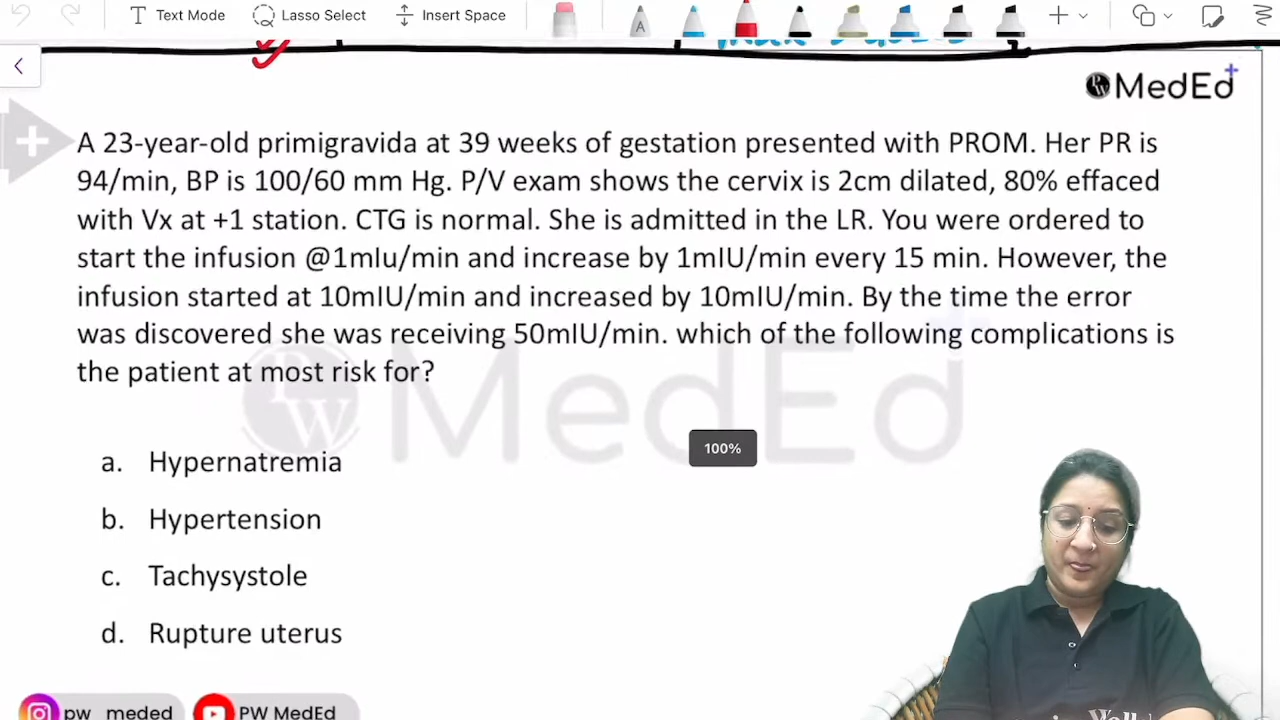 Text Mode
Lasso Select
Insert Space
A
MedEd
A 23-year-old primigravida at 39 weeks of gestation presented with PROM. Her PR is
94/min, BP is 100/60 mm Hg. P/V exam shows the cervix is 2cm dilated, 80% effaced
with Vx at +1 station. CTG is normal. She is admitted in the LR. You were ordered to
start the infusion @1mIu/min and increase by 1mIU/min every 15 min. However, the
infusion started at 10mIU/min and increased by 10mIU/min. By the time the error
was discovered she was receiving 50mIU/min. which of the following complications is
the patient at most risk for?
MedEd
100%
a. Hypernatremia
b. Hypertension
c. Tachysystole
d. Rupture uterus
pw_meded
PW MedEd